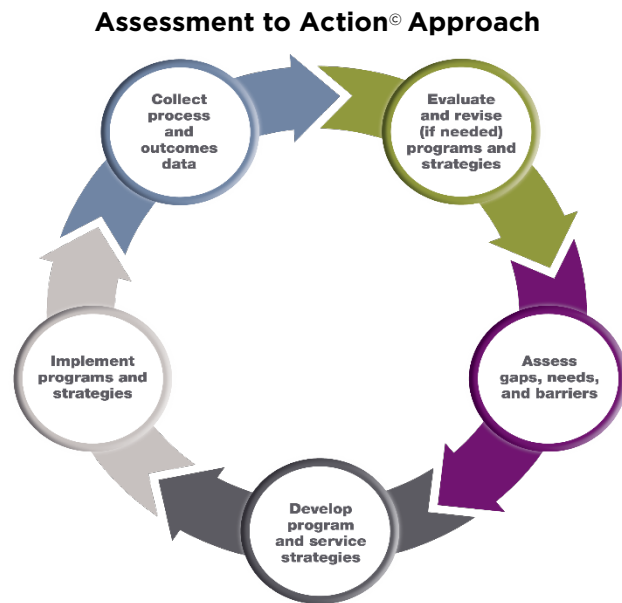 Assessment to Action© Approach
Collect
process
and
outcomes
data
Evaluate
and revise
(if needed)
programs and
strategies
Assess
gaps, needs,
and barriers
Develop
program
and service
strategies
Implement
programs and
strategies